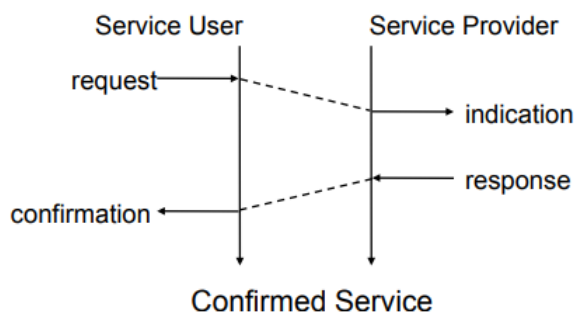 Service User
Service Provider
request
indication
response
confirmation
Confirmed Service